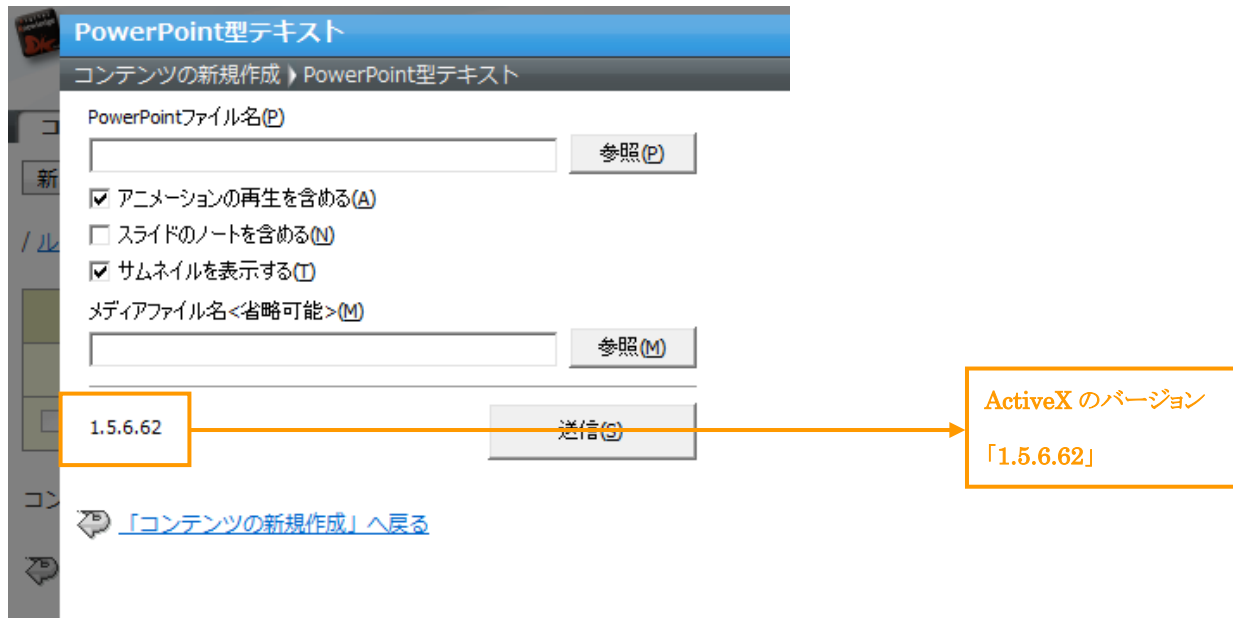 PowerPoint型テキスト
コンテンツの新規作成 ) PowerPoint型テキスト
PowerPointファイル名(P)
コ
参照(P)
新
アニメーションの再生を含める(A)
スライドのノートを含める(N)
/ ル
サムネイルを表示する(T)
メディアファイル名<省略可能>(M)
参照(M)
ActiveX のバージョン
1.5.6.62
送信(S)
「1.5.6.62」
コン
「コンテンツの新規作成」へ戻る